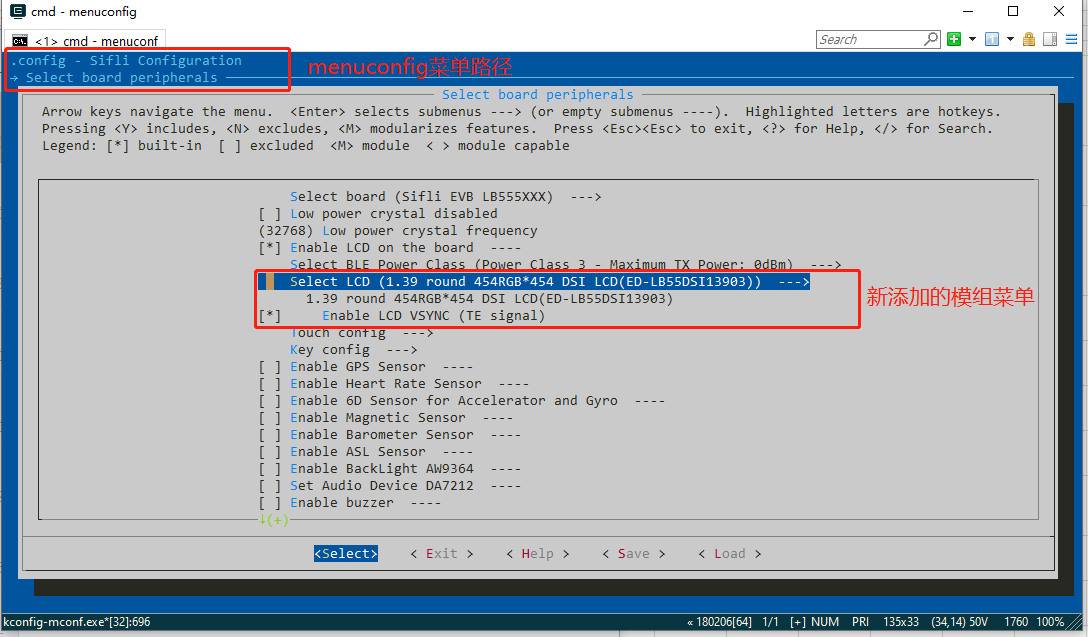 cmd - menuconfig
<1> cmd - menuconf
Search
.config - Sifli Configuration
→ Select board peripherals
menuconfig菜单路径
Select board peripherals
Arrow keys navigate the menu.  <Enter> selects submenus ---> (or empty submenus ----).  Highlighted letters are hotkeys.
Pressing <Y> includes, <N> excludes, <M> modularizes features.  Press <Esc><Esc> to exit, <?> for Help, </> for Search.
Legend: [*] built-in  [ ] excluded  <M> module  < > module capable
Select board (Sifli EVB LB555XXX)  --->
[ ] Low power crystal disabled
(32768) Low power crystal frequency
[*] Enable LCD on the board  ----
Select BLE Power Class (Power Class 3 - Maximum TX Power: 0dBm)  --->
Select LCD (1.39 round 454RGB*454 DSI LCD(ED-LB55DSI13903))  --->
1.39 round 454RGB*454 DSI LCD(ED-LB55DSI13903)
[*] Enable LCD VSYNC (TE signal)
新添加的模组菜单
Touch config  --->
Key config  --->
[ ] Enable GPS Sensor  ----
[ ] Enable Heart Rate Sensor  ----
[ ] Enable 6D Sensor for Accelerator and Gyro  ----
[ ] Enable Magnetic Sensor  ----
[ ] Enable Barometer Sensor  ----
[ ] Enable ASL Sensor  ----
[ ] Enable BackLight AW9364  ----
[ ] Set Audio Device DA7212  ----
[ ] Enable buzzer  ----
↓(+)
<Select> < Exit > < Help > < Save > < Load >
kconfig-mconf.exe*[32]:696 « 180206[64] 1/1 [+] NUM PRI 135x33 (34,14) 50V 1760 100%